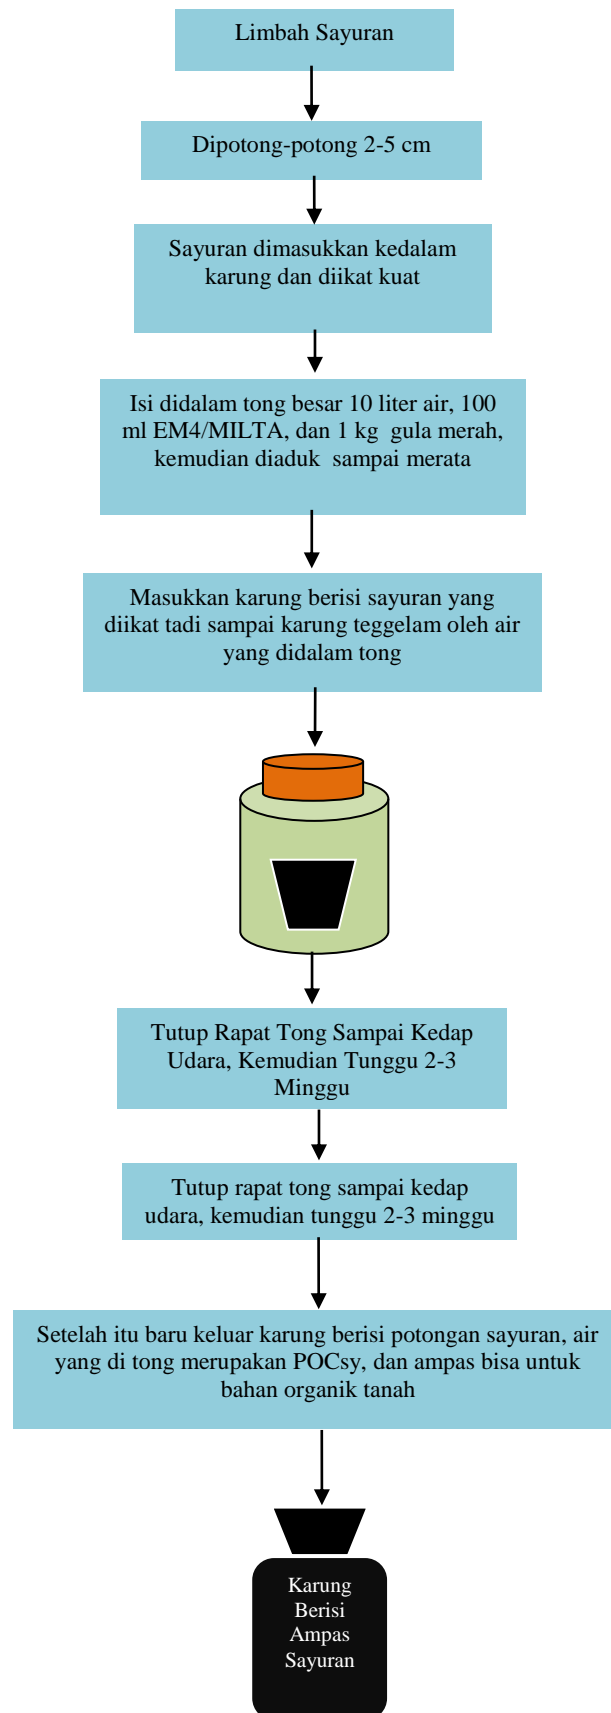 Limbah Sayuran
Dipotong-potong 2-5 cm
Sayuran dimasukkan kedalam
karung dan diikat kuat
Isi didalam tong besar 10 liter air, 100
ml EM4/MILTA, dan 1 kg gula merah,
kemudian diaduk sampai merata
Masukkan karung berisi sayuran yang
diikat tadi sampai karung teggelam oleh air
yang didalam tong
Tutup Rapat Tong Sampai Kedap
Udara, Kemudian Tunggu 2-3
Minggu
Tutup rapat tong sampai kedap
udara, kemudian tunggu 2-3 minggu
Setelah itu baru keluar karung berisi potongan sayuran, air
yang di tong merupakan POCsy, dan ampas bisa untuk
bahan organik tanah
Karung
Berisi
Ampas
Sayuran